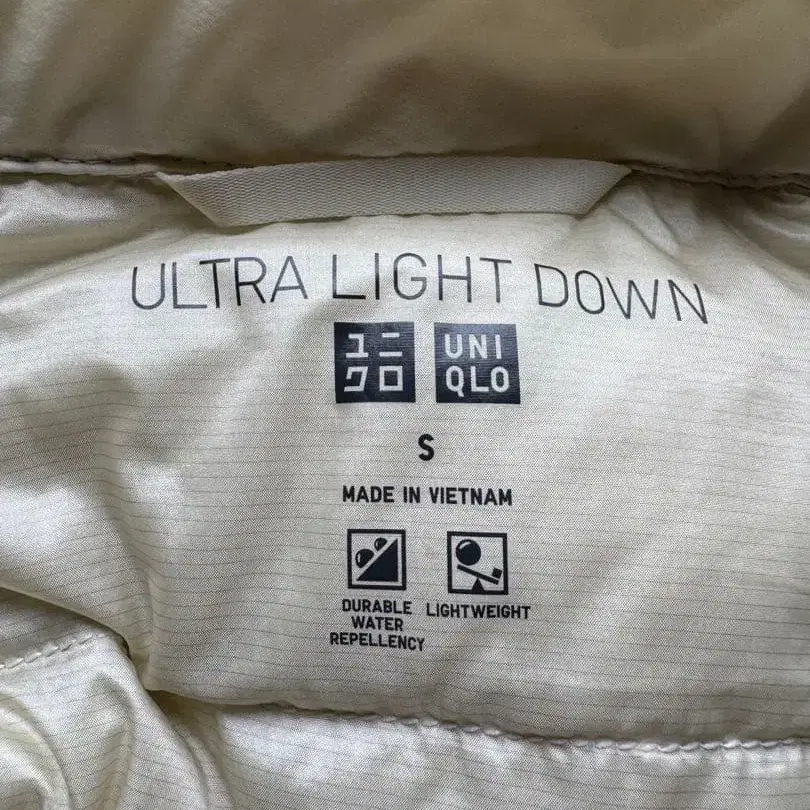 ULTRA LIGHT DOWN
ユニ UNI
クロ QLO
S
MADE IN VIETNAM
DURABLE LIGHTWEIGHT
WATER
REPELLENCY